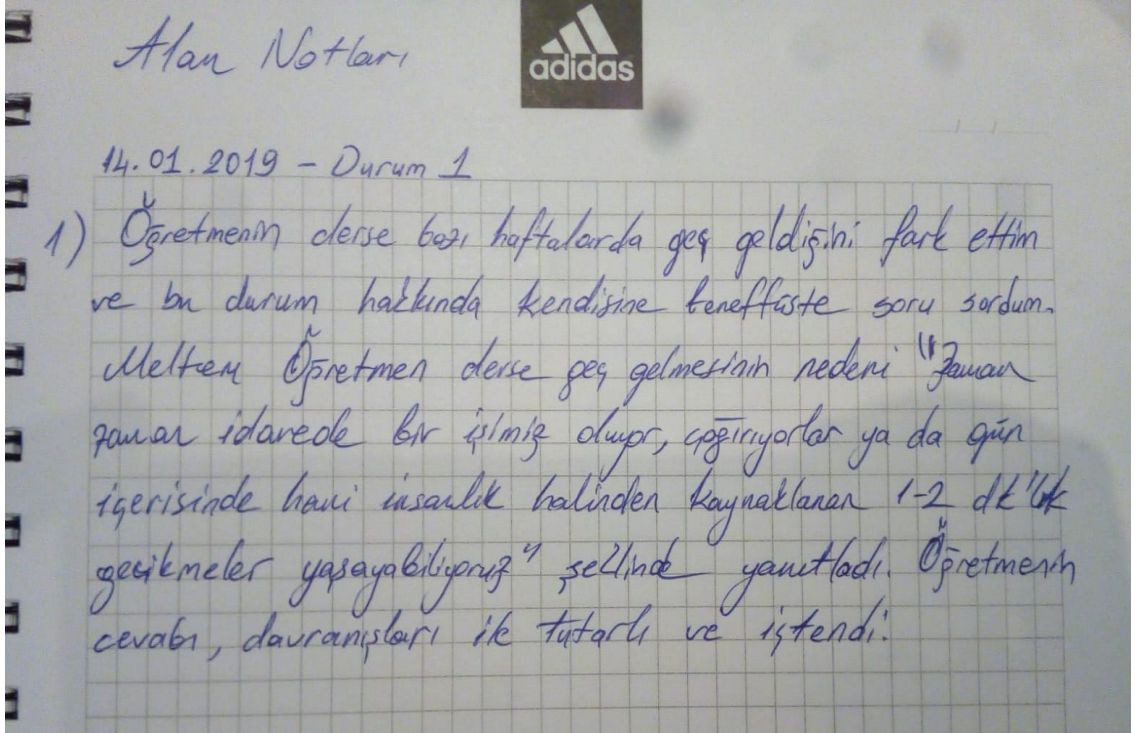 Alan Notları
adidas
14.01.2019 - Durum 1
1) Öğretmenin derse bazı haftalarda geç geldiğini fark ettim
ve bu durum hakkında kendisine teneffüste soru sordum.
Meltem Öğretmen derse geç gelmesinin nedeni "Zaman
zaman idarede bir işimiz oluyor, çağırıyorlar ya da gün
içerisinde hani insanlık halinden kaynaklanan 1-2 dk'lık
gecikmeler yaşayabiliyoruz" şeklinde yanıtladı. Öğretmenin
cevabı, davranışları ile tutarlı ve içtendi.